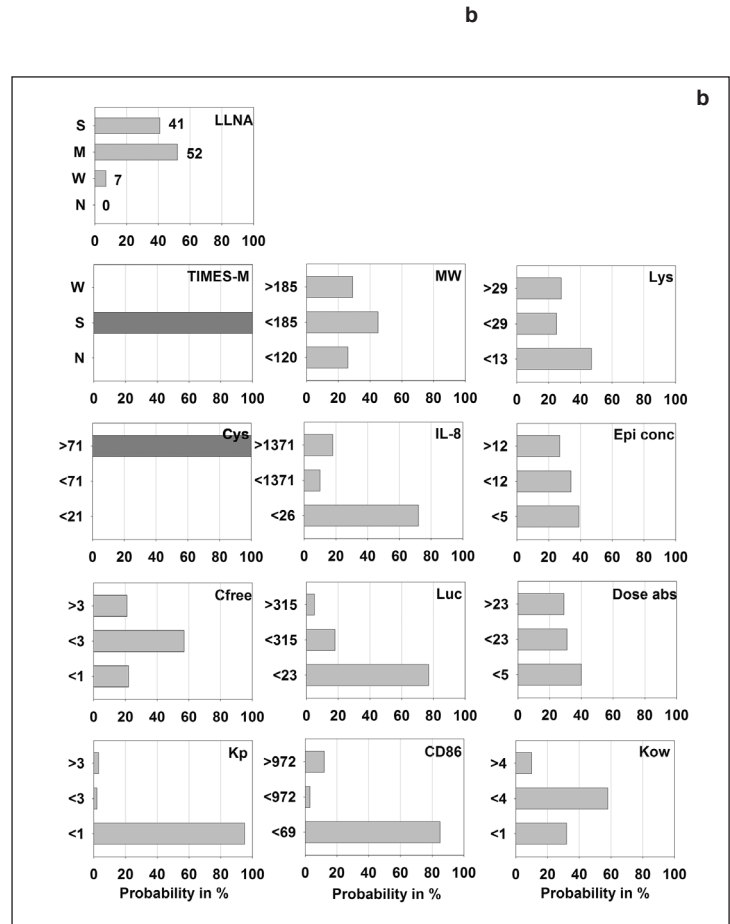 b
b
LLNA
S 41
M 52
W 7
N 0
0 20 40 60 80 100
TIMES-M
W
S
N
0 20 40 60 80 100
MW
>185
<185
<120
0 20 40 60 80 100
Lys
>29
<29
<13
0 20 40 60 80 100
Cys
>71
<71
<21
0 20 40 60 80 100
IL-8
>1371
<1371
<26
0 20 40 60 80 100
Epi conc
>12
<12
<5
0 20 40 60 80 100
Cfree
>3
<3
<1
0 20 40 60 80 100
Luc
>315
<315
<23
0 20 40 60 80 100
Dose abs
>23
<23
<5
0 20 40 60 80 100
Kp
>3
<3
<1
0 20 40 60 80 100
Probability in %
CD86
>972
<972
<69
0 20 40 60 80 100
Probability in %
Kow
>4
<4
<1
0 20 40 60 80 100
Probability in %